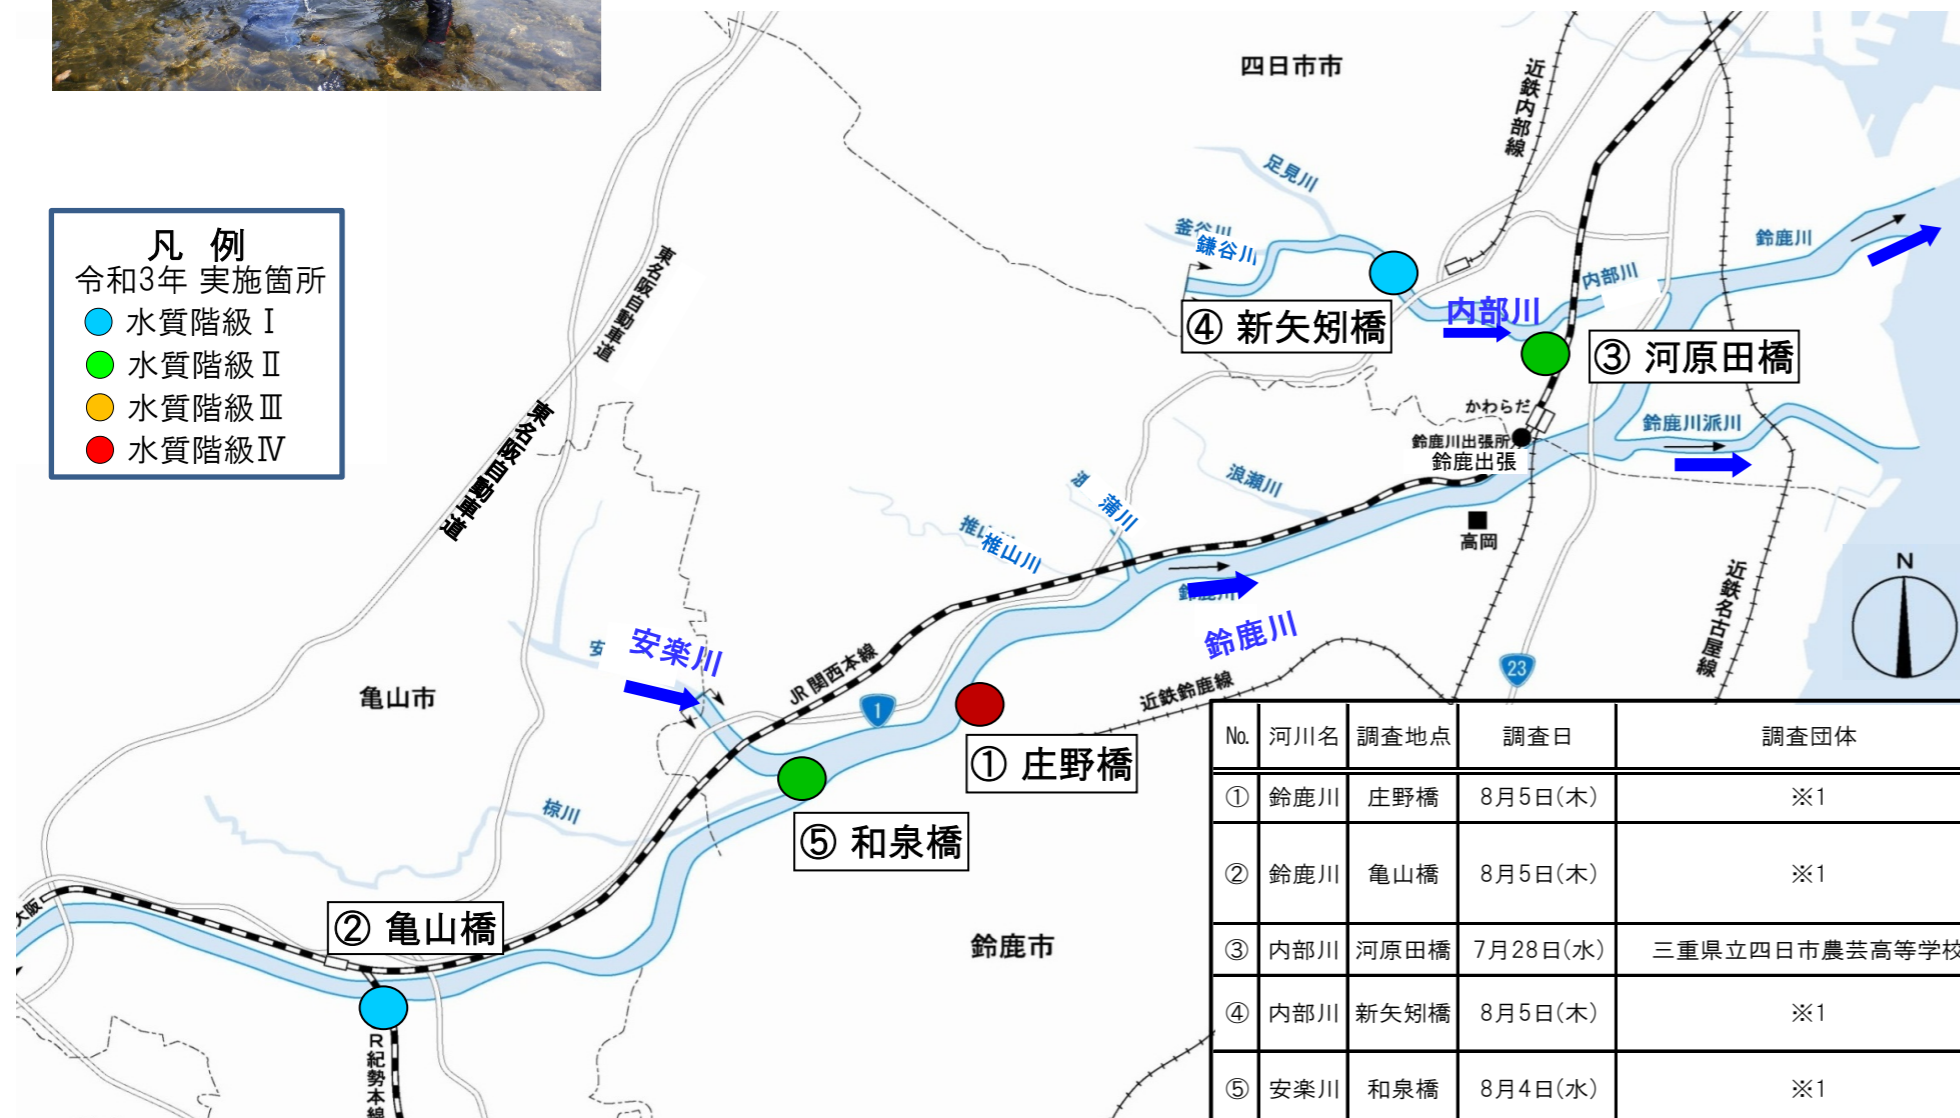 四日市市
近鉄内部線
足見川
釜谷川
鎌谷川
鈴鹿川
内部川
内部川
④ 新矢矧橋
③ 河原田橋
凡 例
令和3年 実施箇所
水質階級Ⅰ
水質階級Ⅱ
水質階級Ⅲ
水質階級Ⅳ
東名阪自動車道
東名阪自動車道
かわらだ
鈴鹿川出張所
鈴鹿出張
鈴鹿川派川
浪瀬川
蒲川
椎山川
高岡
近鉄名古屋線
N
鈴鹿川
鈴鹿川
安
安楽川
JR関西本線
1
23
近鉄鈴鹿線
亀山市
① 庄野橋
⑤ 和泉橋
椋川
大阪
② 亀山橋
鈴鹿市
R紀勢本線
No. 河川名 調査地点 調査日 調査団体
① 鈴鹿川 庄野橋 8月5日(木) ※1
② 鈴鹿川 亀山橋 8月5日(木) ※1
③ 内部川 河原田橋 7月28日(水) 三重県立四日市農芸高等学校
④ 内部川 新矢矧橋 8月5日(木) ※1
⑤ 安楽川 和泉橋 8月4日(水) ※1